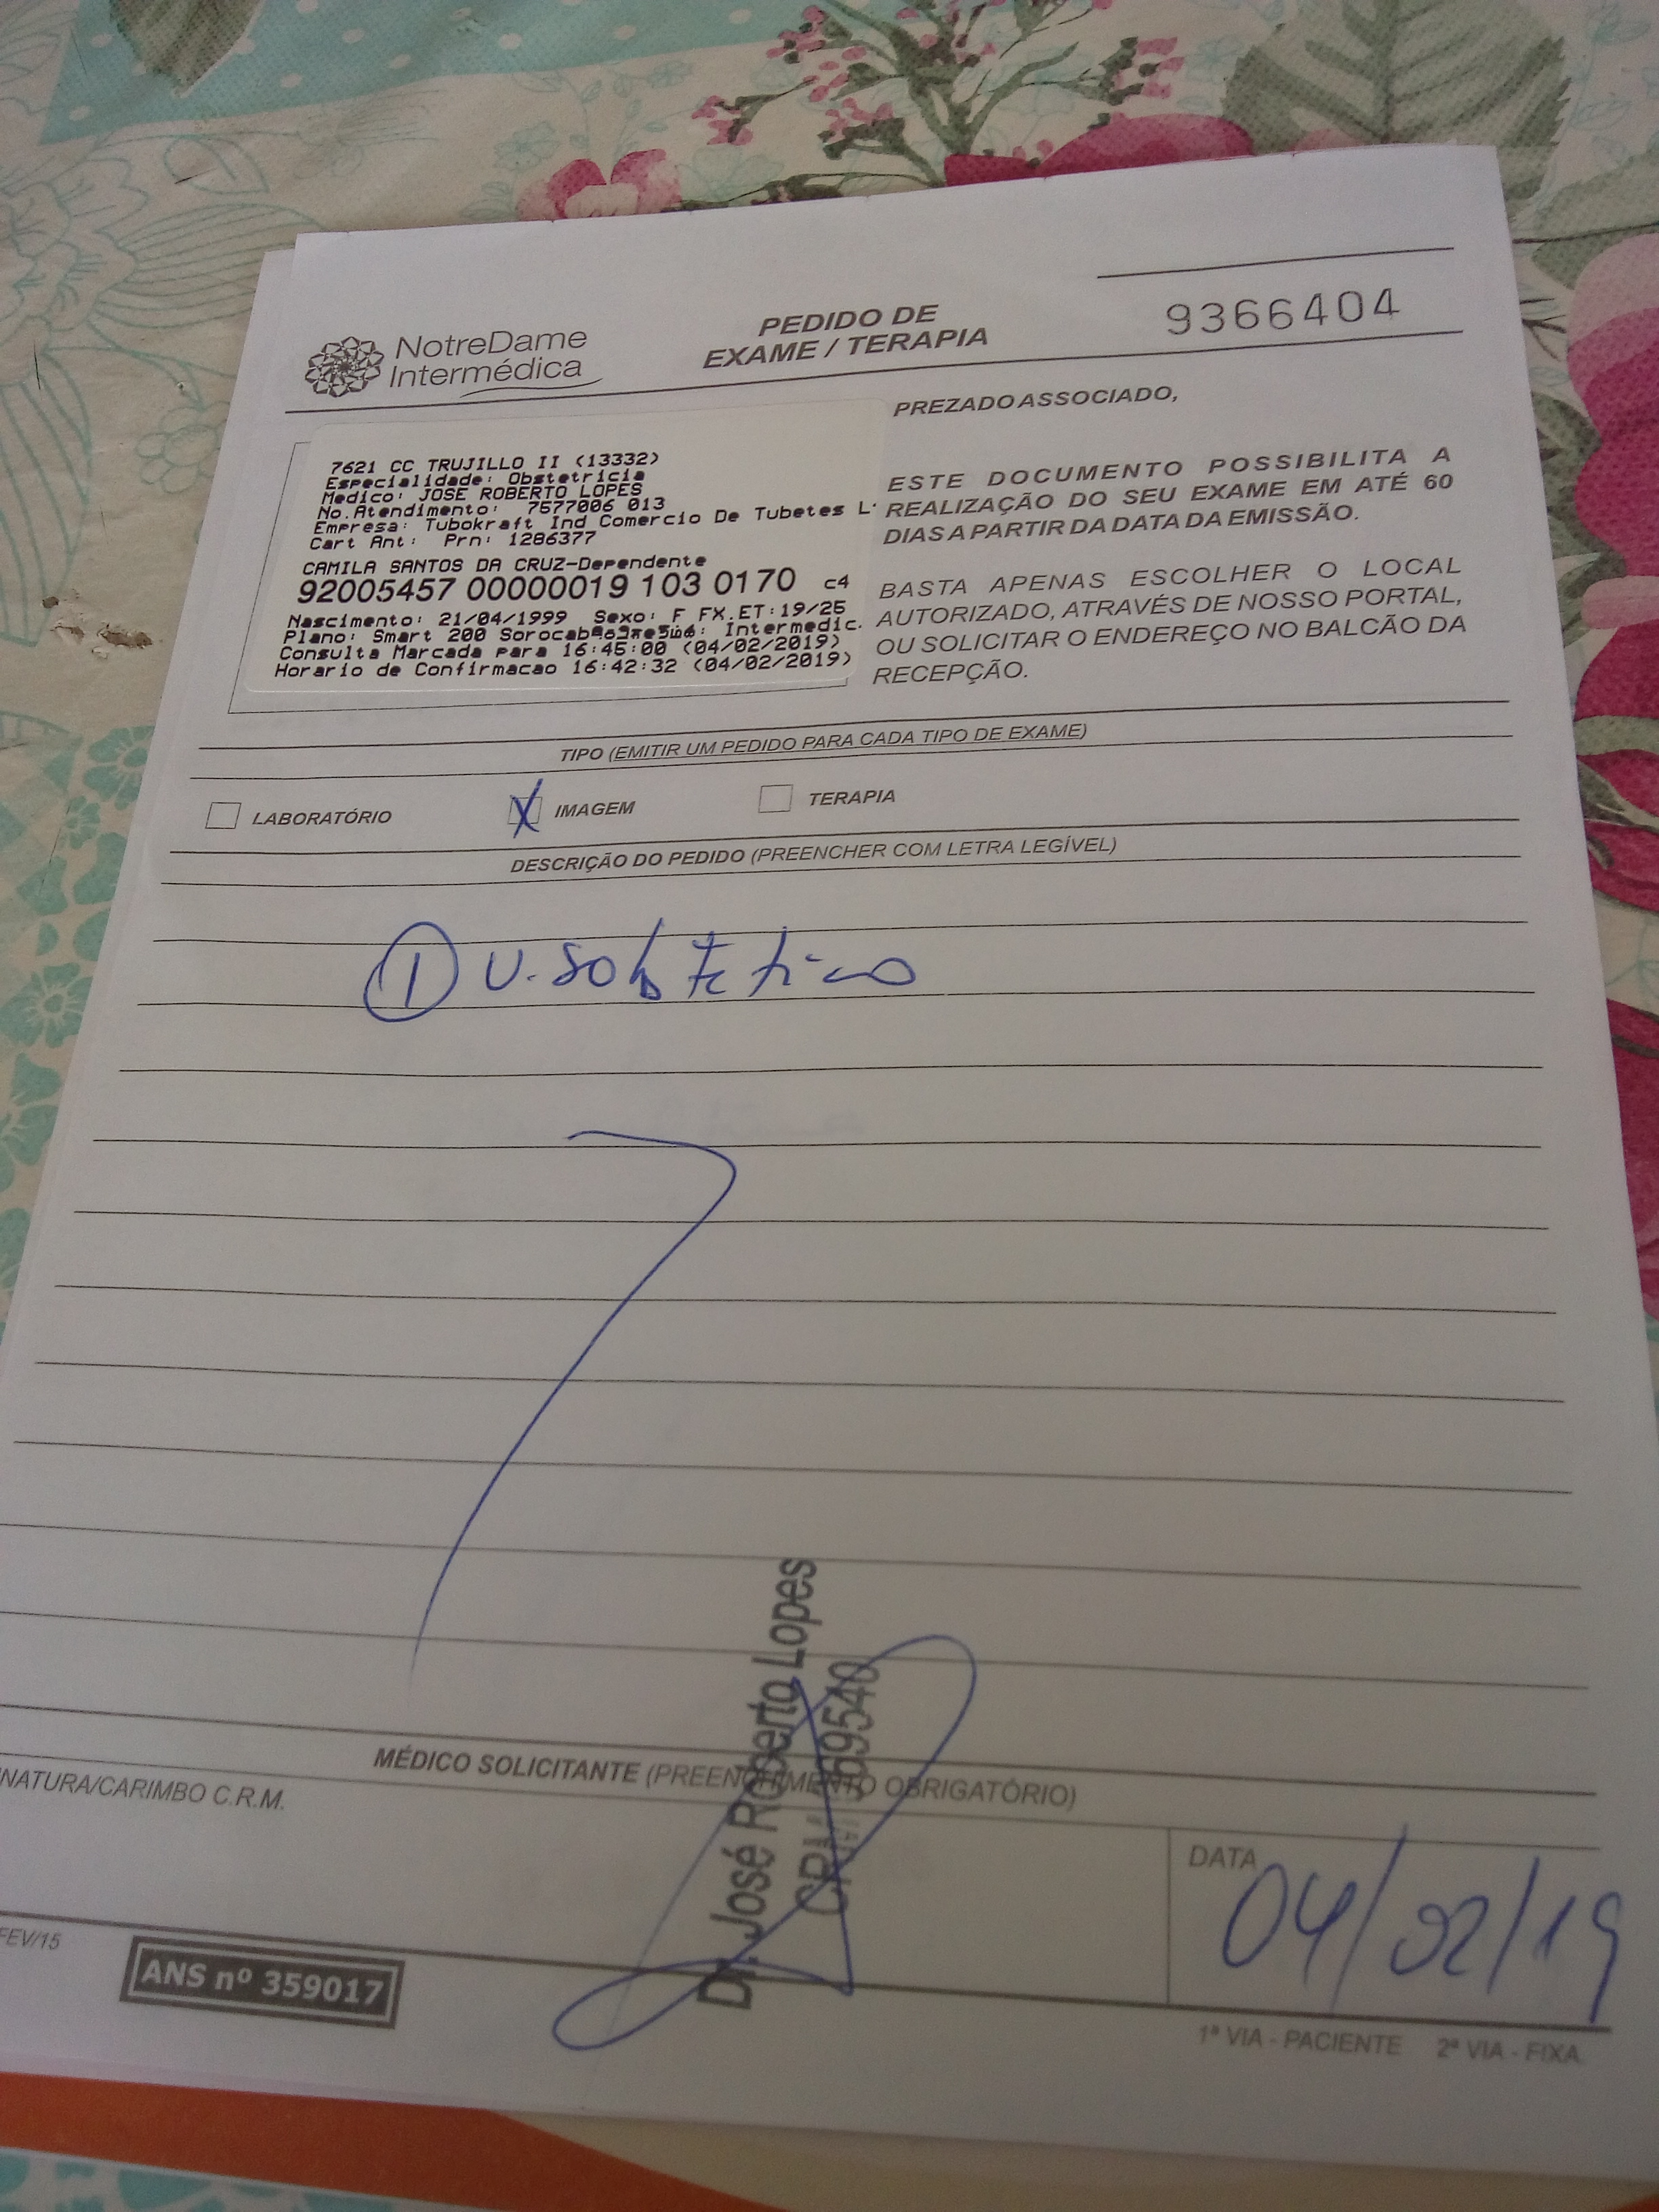 NotreDame
Intermédica
PEDIDO DE
EXAME / TERAPIA
9366404
7621 CC TRUJILLO II (13332)
Especialidade: Obstetricia
Medico: JOSE ROBERTO LOPES
No.Atendimento: 7577006 013
Empresa: Tubokraft Ind Comercio De Tubetes L
Cart Ant: Prn: 1286377
CAMILA SANTOS DA CRUZ-Dependente
92005457 00000019 103 0170 c4
Nascimento: 21/04/1999 Sexo: F FX.ET:19/25
Plano: Smart 200 Intermedic.
Consulta Marcada para 16:45:00 (04/02/2019)
Horario de Confirmacao 16:42:32 (04/02/2019)
PREZADO ASSOCIADO,
ESTE DOCUMENTO POSSIBILITA A
REALIZAÇÃO DO SEU EXAME EM ATÉ 60
DIAS A PARTIR DA DATA DA EMISSÃO.
BASTA APENAS ESCOLHER O LOCAL
AUTORIZADO, ATRAVÉS DE NOSSO PORTAL,
OU SOLICITAR O ENDEREÇO NO BALCÃO DA
RECEPÇÃO.
TIPO (EMITIR UM PEDIDO PARA CADA TIPO DE EXAME)
LABORATÓRIO X IMAGEM TERAPIA
DESCRIÇÃO DO PEDIDO (PREENCHER COM LETRA LEGÍVEL)
1 U.S obstetrico
Dr. José Roberto Lopes
CRM 69540
MÉDICO SOLICITANTE (PREENCHIMENTO OBRIGATÓRIO)
NATURA/CARIMBO C.R.M.
DATA
04/02/19
FEV/15
ANS nº 359017
1ª VIA - PACIENTE 2ª VIA - FIXA